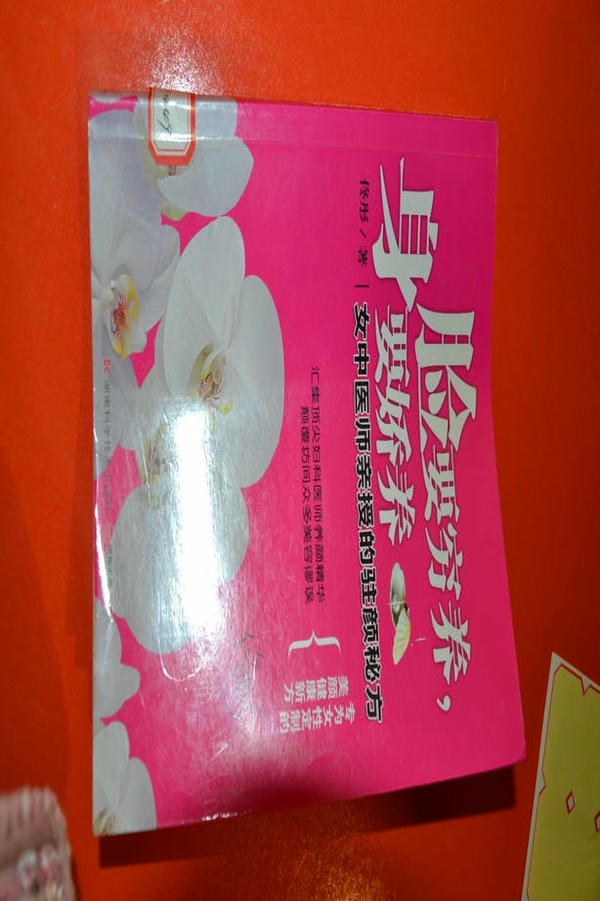 脸要穷养，
身要娇养
佟彤／著
女中医师亲授的驻颜秘方
汇集顶尖妇科医师养颜精华
颠覆坊间众多美容谬误
专为女性定制的
美颜健康新方